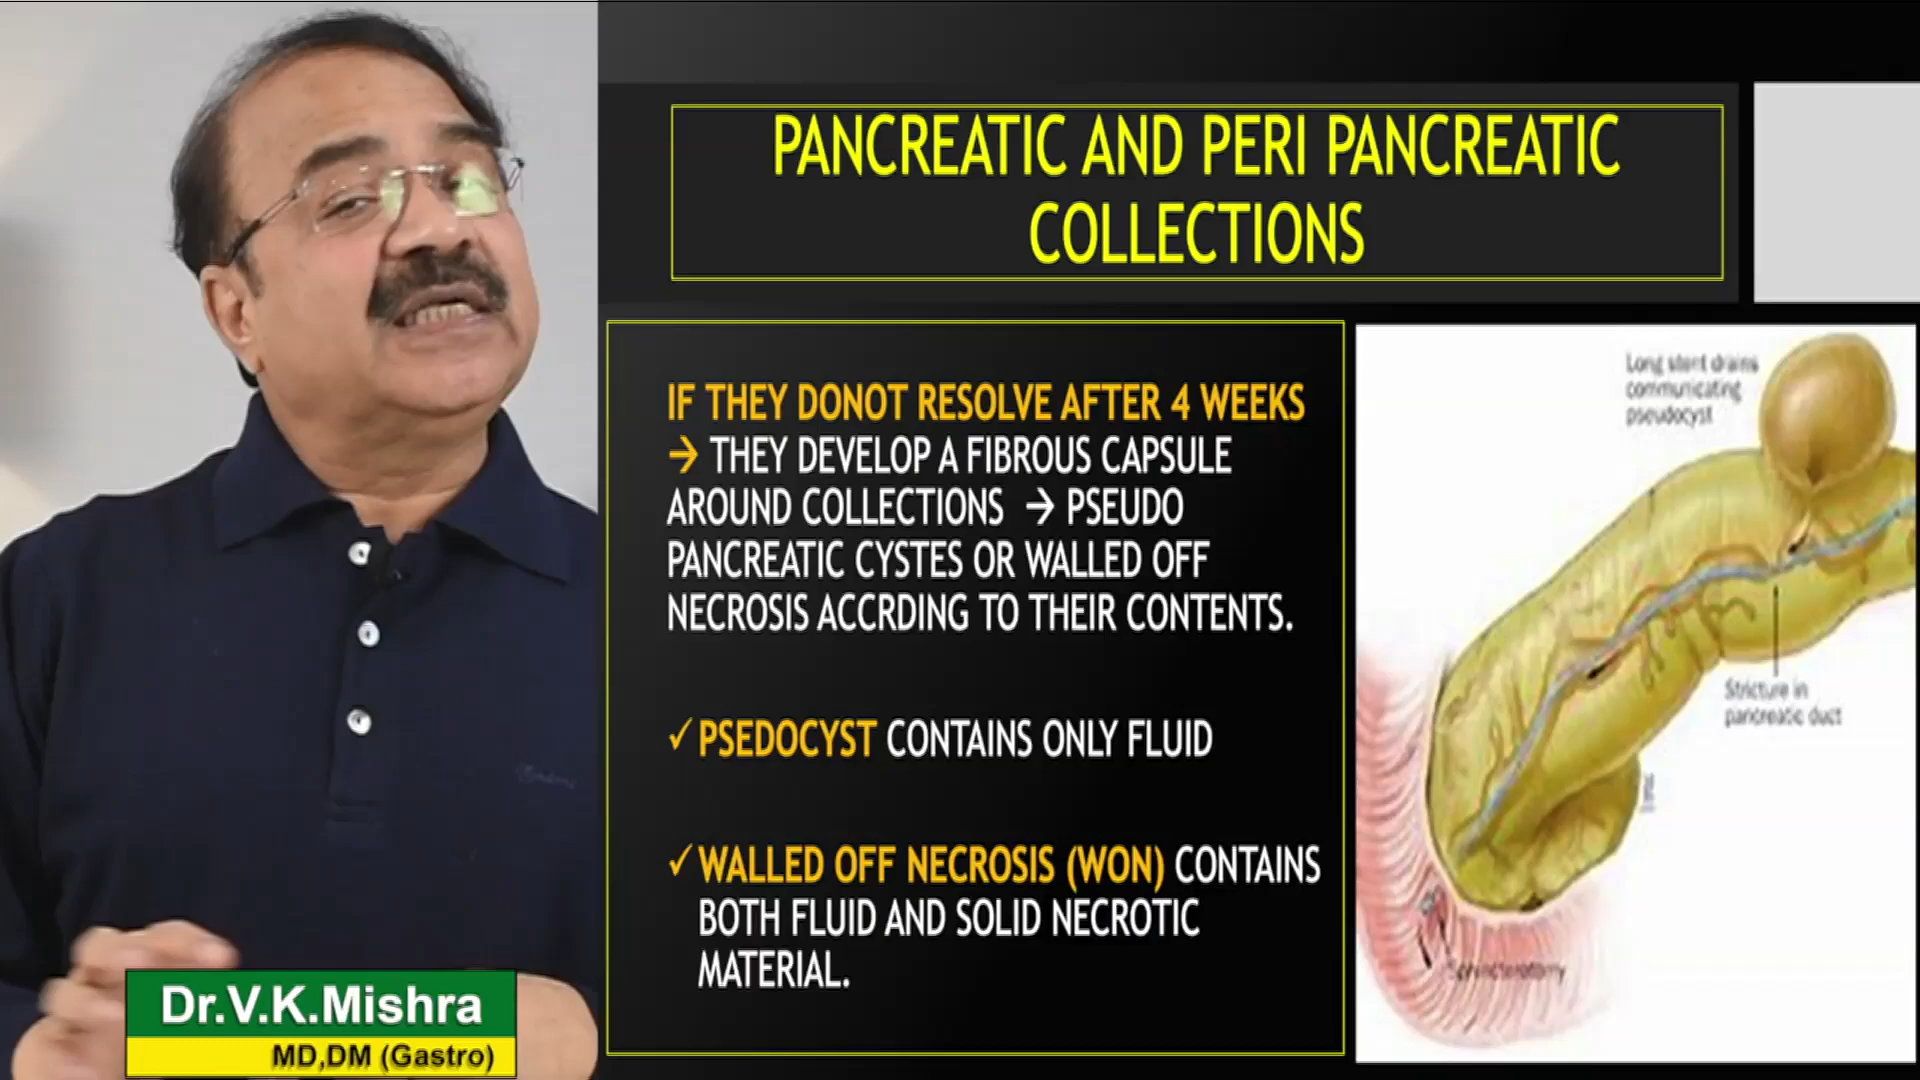 PANCREATIC AND PERI PANCREATIC
COLLECTIONS
IF THEY DONOT RESOLVE AFTER 4 WEEKS
→ THEY DEVELOP A FIBROUS CAPSULE
AROUND COLLECTIONS → PSEUDO
PANCREATIC CYSTES OR WALLED OFF
NECROSIS ACCRDING TO THEIR CONTENTS.
✓ PSEDOCYST CONTAINS ONLY FLUID
✓ WALLED OFF NECROSIS (WON) CONTAINS
BOTH FLUID AND SOLID NECROTIC
MATERIAL.
Long stent drains
communicating
pseudocyst
Stricture in
pancreatic duct
Sphincterotomy
Dr.V.K.Mishra
MD,DM (Gastro)